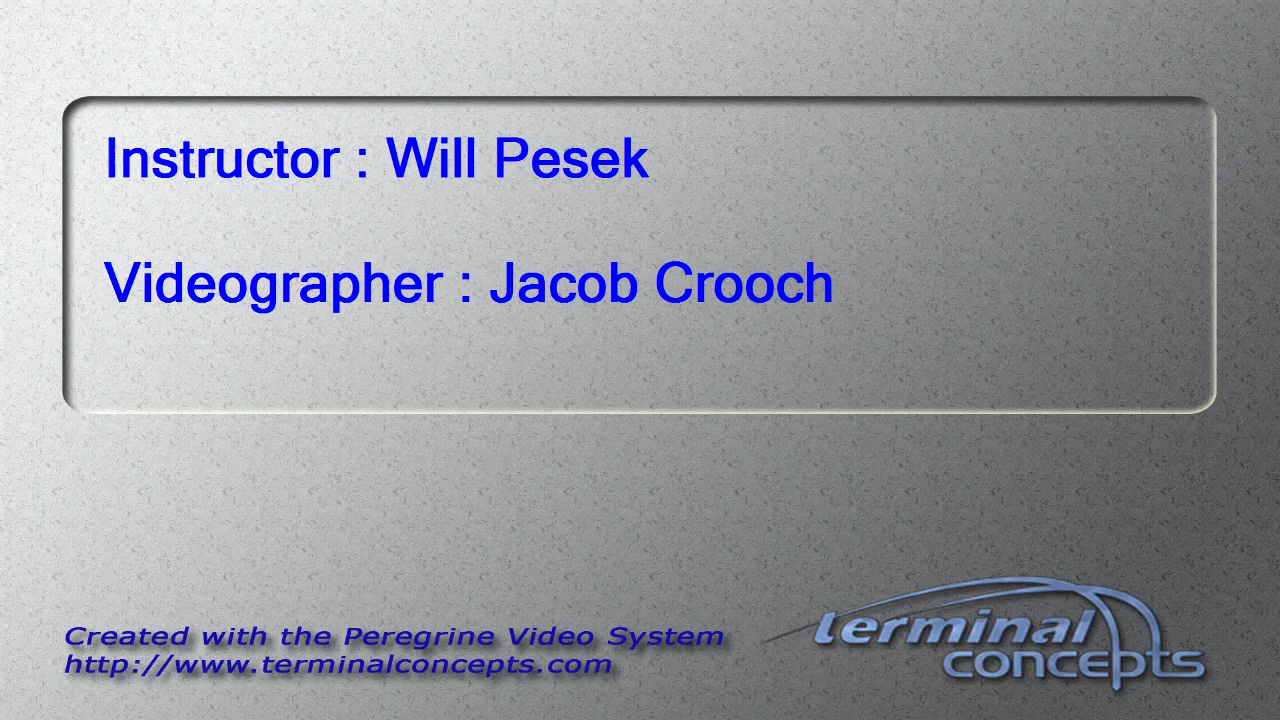 Instructor : Will Pesek
Videographer : Jacob Crooch
Created with the Peregrine Video System
http://www.terminalconcepts.com
terminal
concepts